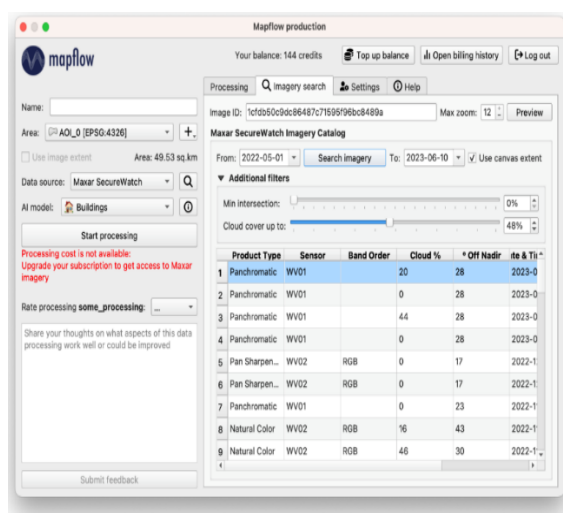 Mapflow production
mapflow
Your balance: 144 credits
Top up balance
Open billing history
Log out
Processing
Imagery search
Settings
Help
Name:
Area:
AOI_0 [EPSG:4326]
Use image extent
Area: 49.53 sq.km
Data source:
Maxar SecureWatch
AI model:
Buildings
Start processing
Processing cost is not available:
Upgrade your subscription to get access to Maxar
imagery
Rate processing some_processing:
...
Share your thoughts on what aspects of this data
processing work well or could be improved
Submit feedback
Image ID:
1cfdb50c9dc86487c71595f96bc8489a
Max zoom:
12
Preview
Maxar SecureWatch Imagery Catalog
From:
2022-05-01
Search imagery
To:
2023-06-10
Use canvas extent
Additional filters
Min intersection:
0%
Cloud cover up to:
48%
Product Type Sensor Band Order Cloud % ° Off Nadir
1 Panchromatic WV01 20 28 2023-0
2 Panchromatic WV01 0 28 2023-0
3 Panchromatic WV01 44 28 2023-0
4 Panchromatic WV01 0 28 2023-0
5 Pan Sharpen... WV02 RGB 0 17 2022-1
6 Pan Sharpen... WV02 RGB 0 17 2022-1
7 Panchromatic WV01 0 23 2022-1
8 Natural Color WV02 RGB 16 43 2022-1
9 Natural Color WV02 RGB 46 30 2022-1